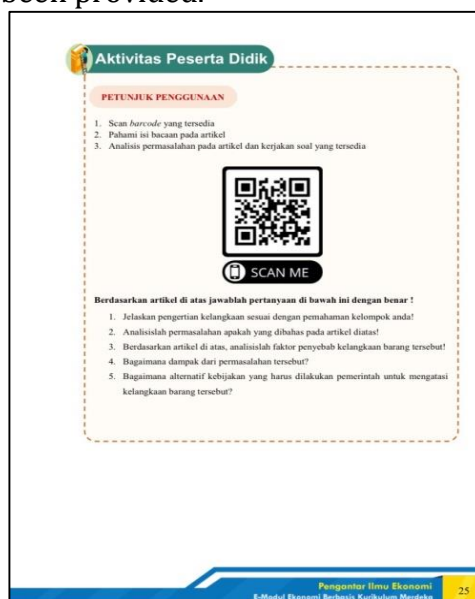 been provided.
Aktivitas Peserta Didik
PETUNJUK PENGGUNAAN
1. Scan barcode yang tersedia
2. Pahami isi bacaan pada artikel
3. Analisis permasalahan pada artikel dan kerjakan soal yang tersedia
SCAN ME
Berdasarkan artikel di atas jawablah pertanyaan di bawah ini dengan benar !
1. Jelaskan pengertian kelangkaan sesuai dengan pemahaman kelompok anda!
2. Analisislah permasalahan apakah yang dibahas pada artikel diatas!
3. Berdasarkan artikel di atas, analisislah faktor penyebab kelangkaan barang tersebut!
4. Bagaimana dampak dari permasalahan tersebut?
5. Bagaimana alternatif kebijakan yang harus dilakukan pemerintah untuk mengatasi
kelangkaan barang tersebut?
Pengantar Ilmu Ekonomi
E-Modul Ekonomi Berbasis Kurikulum Merdeka
25